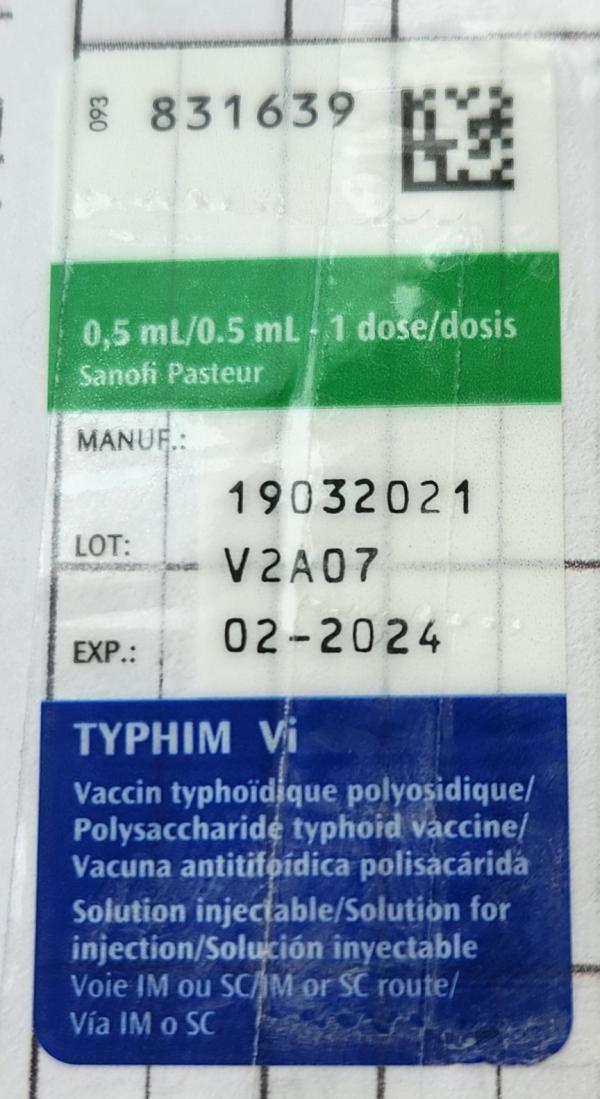 093 831639
0,5 mL/0.5 mL - 1 dose/dosis
Sanofi Pasteur
MANUF.:
19032021
LOT: V2A07
EXP.: 02-2024
TYPHIM Vi
Vaccin typhoïdique polyosidique/
Polysaccharide typhoid vaccine/
Vacuna antitifoídica polisacárida
Solution injectable/Solution for
injection/Solución inyectable
Voie IM ou SC/IM or SC route/
Vía IM o SC